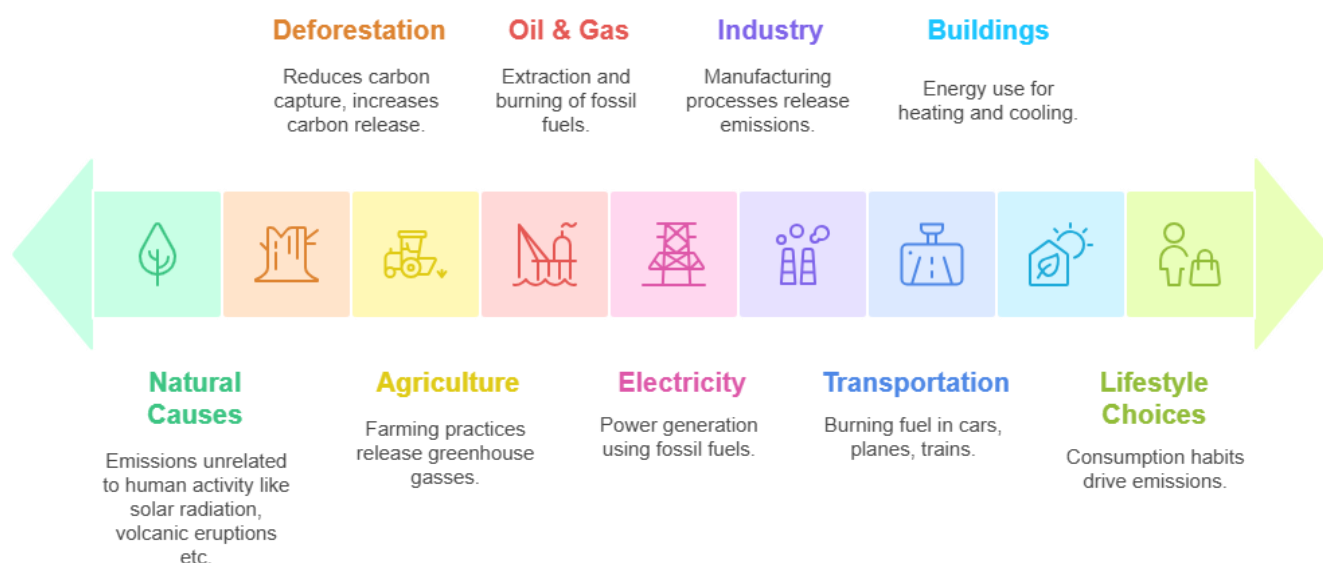 Deforestation
Reduces carbon
capture, increases
carbon release.
Oil & Gas
Extraction and
burning of fossil
fuels.
Industry
Manufacturing
processes release
emissions.
Buildings
Energy use for
heating and cooling.
Natural
Causes
Emissions unrelated
to human activity like
solar radiation,
volcanic eruptions
etc.
Agriculture
Farming practices
release greenhouse
gasses.
Electricity
Power generation
using fossil fuels.
Transportation
Burning fuel in cars,
planes, trains.
Lifestyle
Choices
Consumption habits
drive emissions.